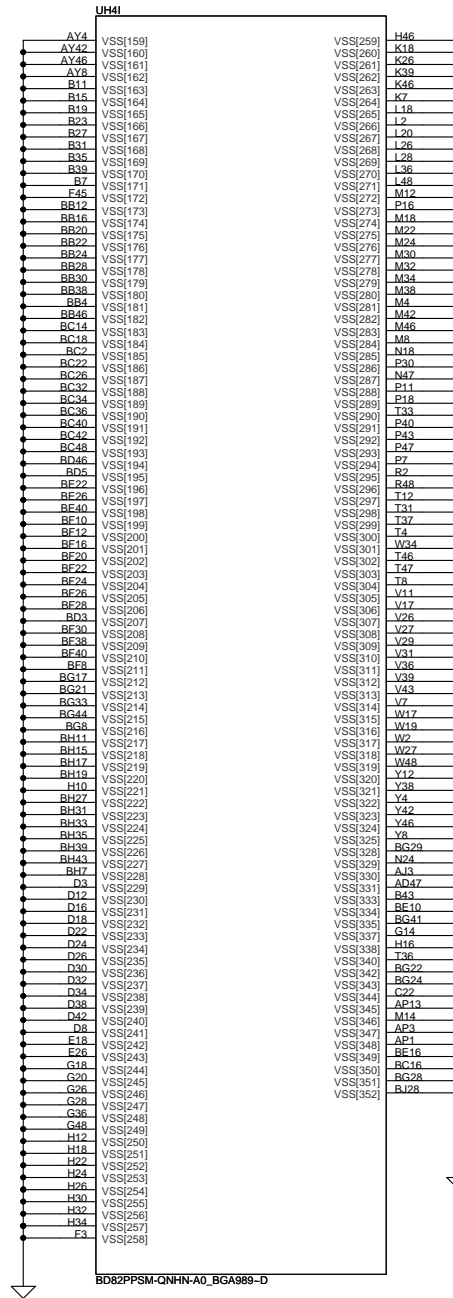 UH4I
AY4 VSS[159] VSS[259] H46
AY42 VSS[160] VSS[260] K18
AY46 VSS[161] VSS[261] K26
AY8 VSS[162] VSS[262] K39
B11 VSS[163] VSS[263] K46
B15 VSS[164] VSS[264] K7
B19 VSS[165] VSS[265] L18
B23 VSS[166] VSS[266] L2
B27 VSS[167] VSS[267] L20
B31 VSS[168] VSS[268] L26
B35 VSS[169] VSS[269] L28
B39 VSS[170] VSS[270] L36
B7 VSS[171] VSS[271] L48
F45 VSS[172] VSS[272] M12
BB12 VSS[173] VSS[273] P16
BB16 VSS[174] VSS[274] M18
BB20 VSS[175] VSS[275] M22
BB22 VSS[176] VSS[276] M24
BB24 VSS[177] VSS[277] M30
BB28 VSS[178] VSS[278] M32
BB30 VSS[179] VSS[279] M34
BB38 VSS[180] VSS[280] M38
BB4 VSS[181] VSS[281] M4
BB46 VSS[182] VSS[282] M42
BC14 VSS[183] VSS[283] M46
BC18 VSS[184] VSS[284] M8
BC2 VSS[185] VSS[285] N18
BC22 VSS[186] VSS[286] P30
BC26 VSS[187] VSS[287] N47
BC32 VSS[188] VSS[288] P11
BC34 VSS[189] VSS[289] P18
BC36 VSS[190] VSS[290] T33
BC40 VSS[191] VSS[291] P40
BC42 VSS[192] VSS[292] P43
BC48 VSS[193] VSS[293] P47
BD46 VSS[194] VSS[294] P7
BD5 VSS[195] VSS[295] R2
BE22 VSS[196] VSS[296] R48
BE26 VSS[197] VSS[297] T12
BE40 VSS[198] VSS[298] T31
BF10 VSS[199] VSS[299] T37
BF12 VSS[200] VSS[300] T4
BF16 VSS[201] VSS[301] W34
BF20 VSS[202] VSS[302] T46
BF22 VSS[203] VSS[303] T47
BF24 VSS[204] VSS[304] T8
BF26 VSS[205] VSS[305] V11
BF28 VSS[206] VSS[306] V17
BD3 VSS[207] VSS[307] V26
BF30 VSS[208] VSS[308] V27
BF38 VSS[209] VSS[309] V29
BF40 VSS[210] VSS[310] V31
BF8 VSS[211] VSS[311] V36
BG17 VSS[212] VSS[312] V39
BG21 VSS[213] VSS[313] V43
BG33 VSS[214] VSS[314] V7
BG44 VSS[215] VSS[315] W17
BG8 VSS[216] VSS[316] W19
BH11 VSS[217] VSS[317] W2
BH15 VSS[218] VSS[318] W27
BH17 VSS[219] VSS[319] W48
BH19 VSS[220] VSS[320] Y12
H10 VSS[221] VSS[321] Y38
BH27 VSS[222] VSS[322] Y4
BH31 VSS[223] VSS[323] Y42
BH33 VSS[224] VSS[324] Y46
BH35 VSS[225] VSS[325] Y8
BH39 VSS[226] VSS[328] BG29
BH43 VSS[227] VSS[329] N24
BH7 VSS[228] VSS[330] AJ3
D3 VSS[229] VSS[331] AD47
D12 VSS[230] VSS[333] B43
D16 VSS[231] VSS[334] BE10
D18 VSS[232] VSS[335] BG41
D22 VSS[233] VSS[337] G14
D24 VSS[234] VSS[338] H16
D26 VSS[235] VSS[340] T36
D30 VSS[236] VSS[342] BG22
D32 VSS[237] VSS[343] BG24
D34 VSS[238] VSS[344] C22
D38 VSS[239] VSS[345] AP13
D42 VSS[240] VSS[346] M14
D8 VSS[241] VSS[347] AP3
E18 VSS[242] VSS[348] AP1
E26 VSS[243] VSS[349] BE16
G18 VSS[244] VSS[350] BC16
G20 VSS[245] VSS[351] BG28
G26 VSS[246] VSS[352] BJ28
G28 VSS[247]
G36 VSS[248]
G48 VSS[249]
H12 VSS[250]
H18 VSS[251]
H22 VSS[252]
H24 VSS[253]
H26 VSS[254]
H30 VSS[255]
H32 VSS[256]
H34 VSS[257]
F3 VSS[258]
BD82PPSM-QNHN-A0_BGA989~D